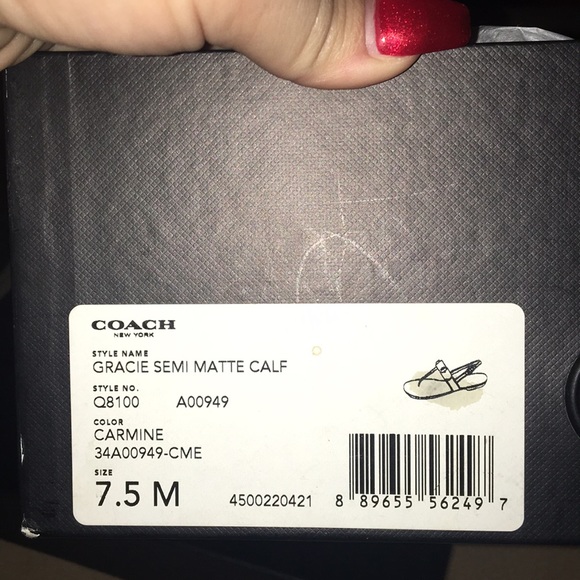 COACH
NEW YORK
STYLE NAME
GRACIE SEMI MATTE CALF
STYLE NO.
Q8100 A00949
COLOR
CARMINE
34A00949-CME
SIZE
7.5 M 4500220421 8 89655 56249 7